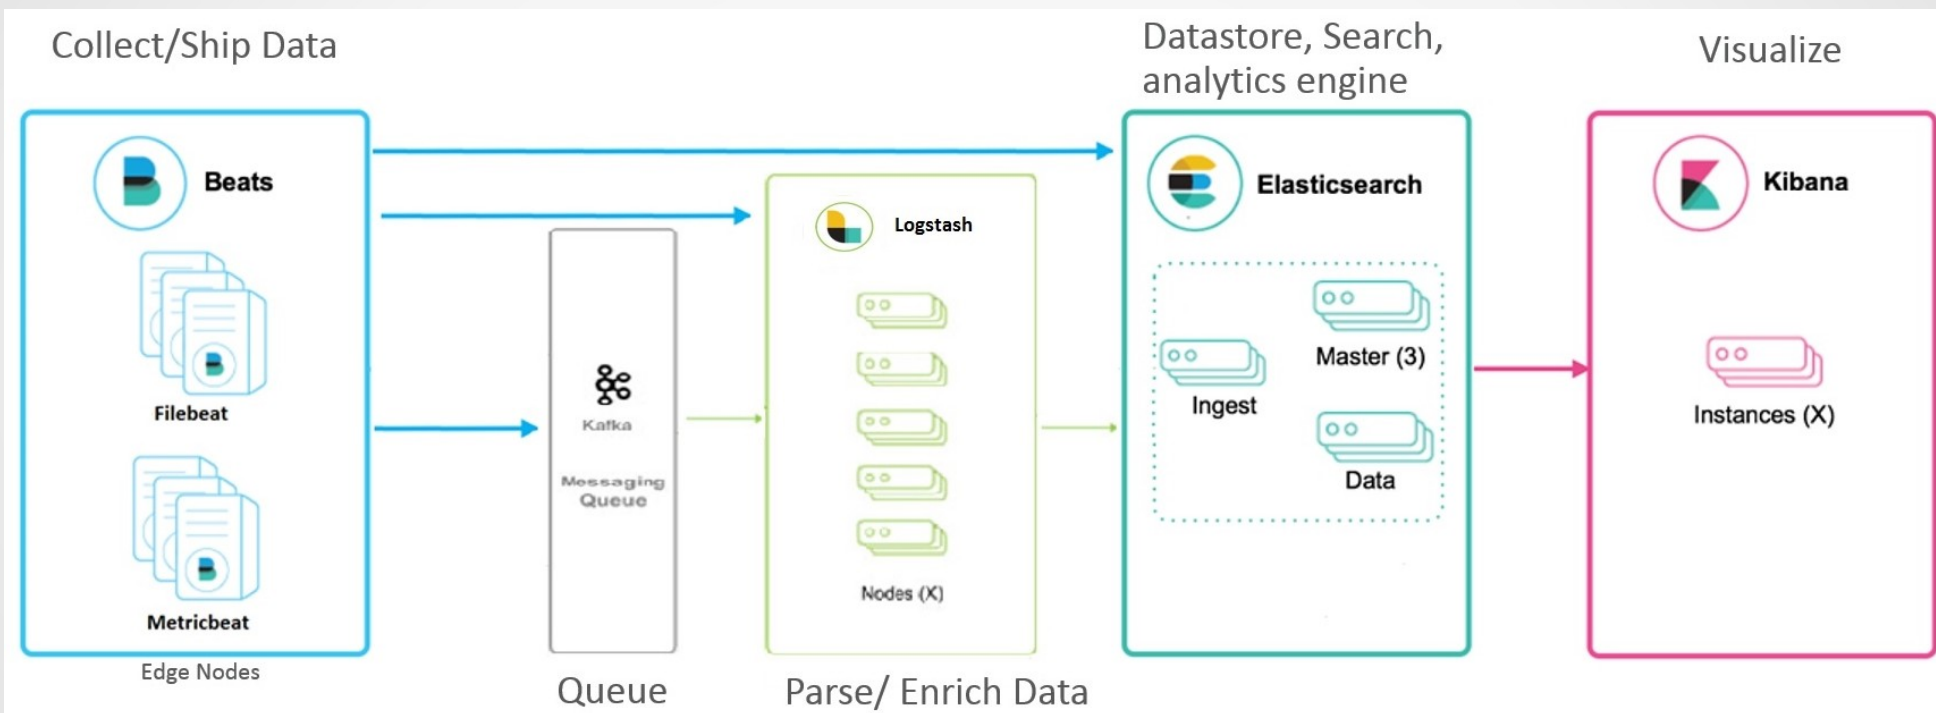 Collect/Ship Data
Datastore, Search,
analytics engine
Visualize
Beats
Filebeat
Metricbeat
Edge Nodes
Kafka
Messaging
Queue
Queue
Logstash
Nodes (X)
Parse/ Enrich Data
Elasticsearch
Ingest
Master (3)
Data
Kibana
Instances (X)